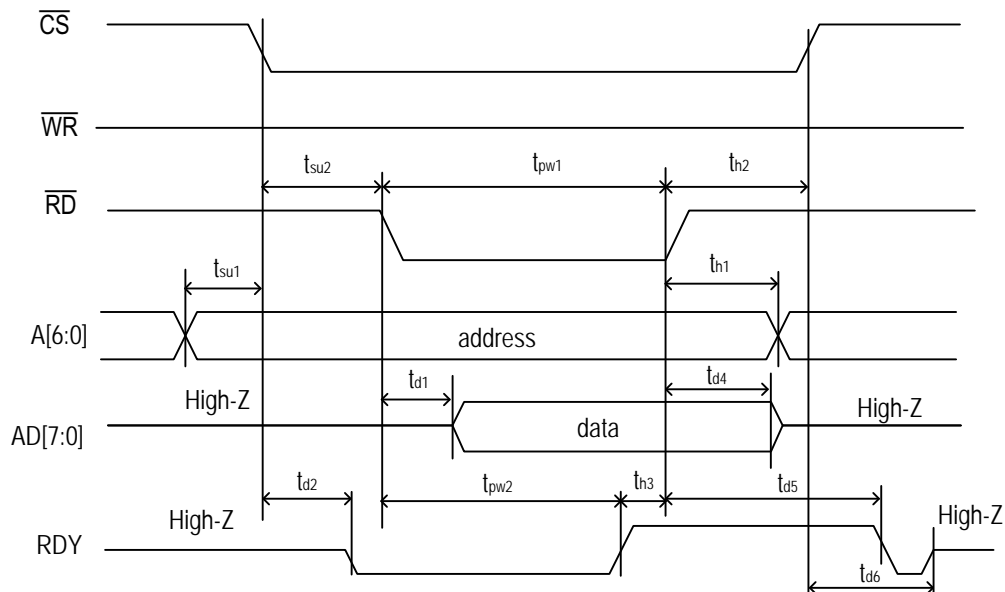 CS
WR
tsu2 tpw1 th2
RD
tsu1 th1
A[6:0] address
td1 td4
High-Z High-Z
AD[7:0] data
td2 tpw2 th3 td5
High-Z High-Z
RDY
td6